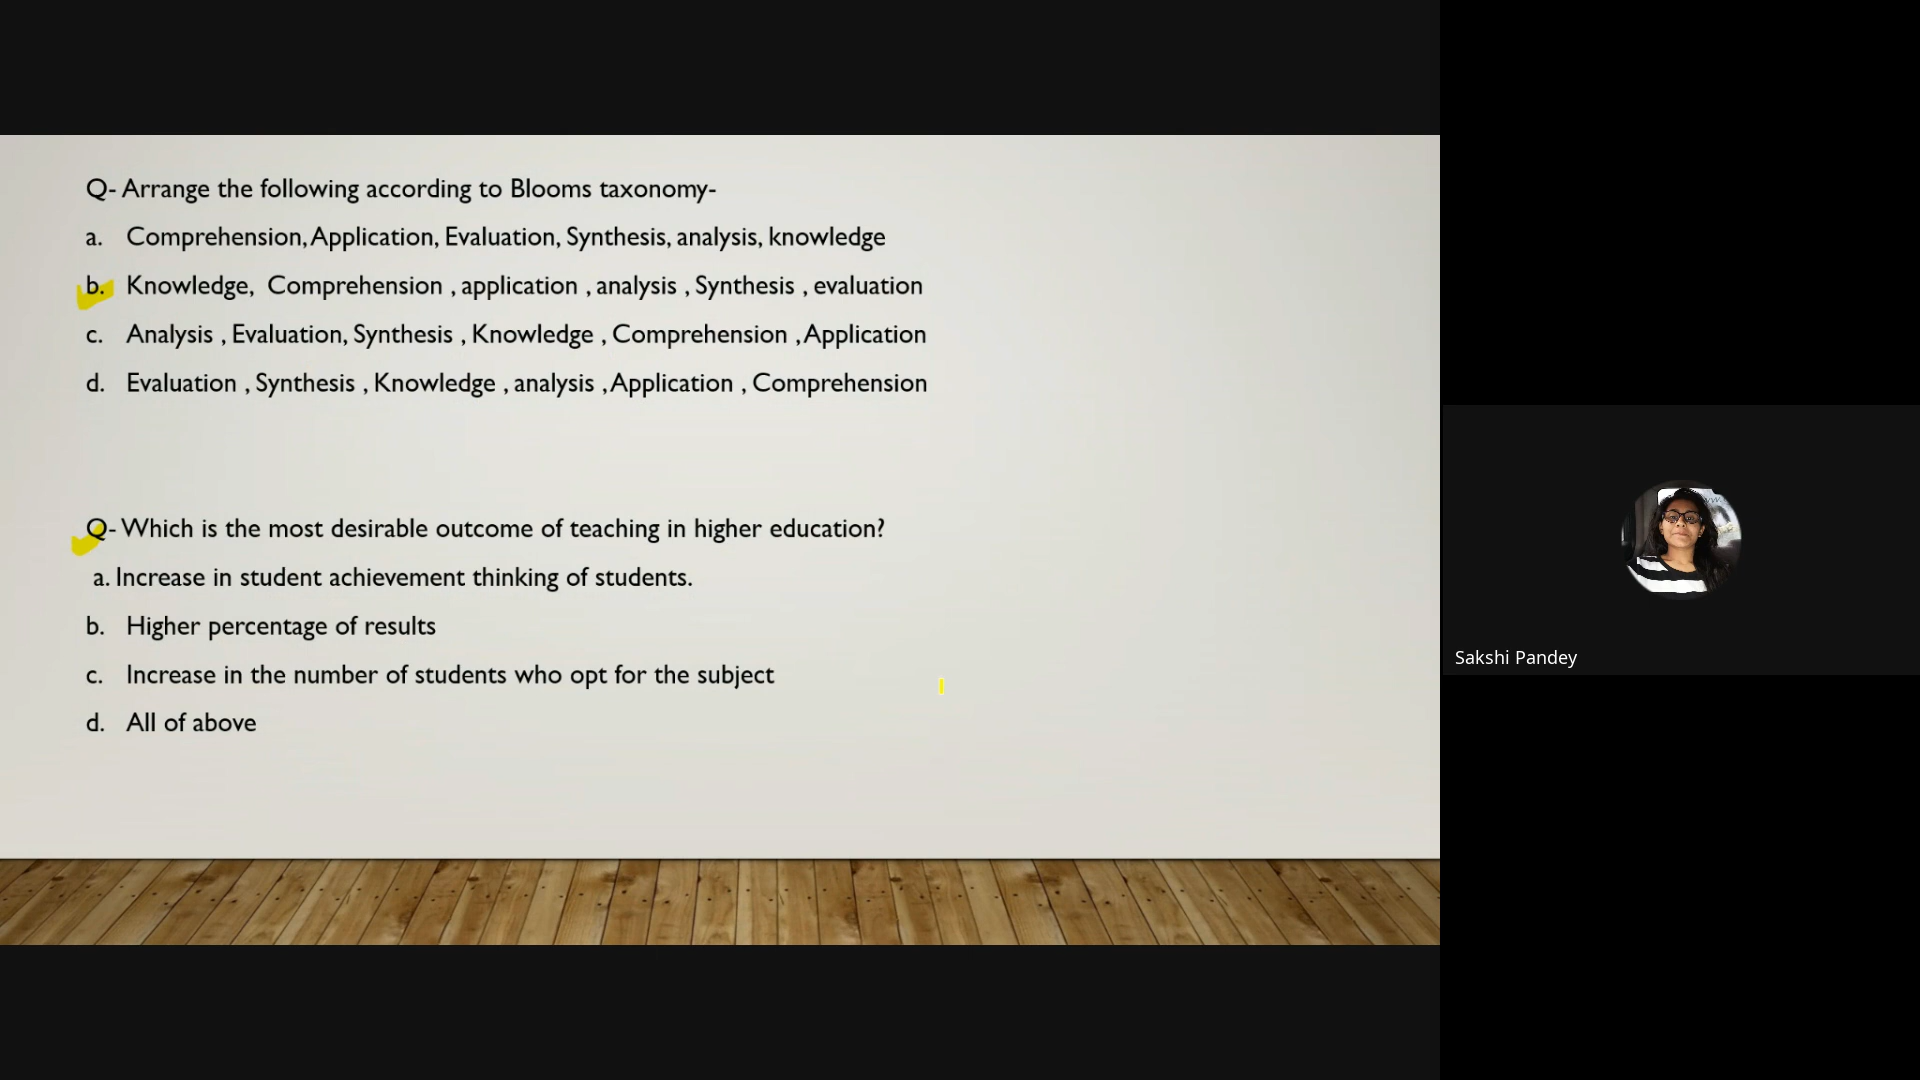 Q- Arrange the following according to Blooms taxonomy-
a. Comprehension, Application, Evaluation, Synthesis, analysis, knowledge
b. Knowledge, Comprehension , application , analysis , Synthesis , evaluation
c. Analysis , Evaluation, Synthesis , Knowledge , Comprehension , Application
d. Evaluation , Synthesis , Knowledge , analysis , Application , Comprehension
Q- Which is the most desirable outcome of teaching in higher education?
a. Increase in student achievement thinking of students.
b. Higher percentage of results
c. Increase in the number of students who opt for the subject
d. All of above
Sakshi Pandey